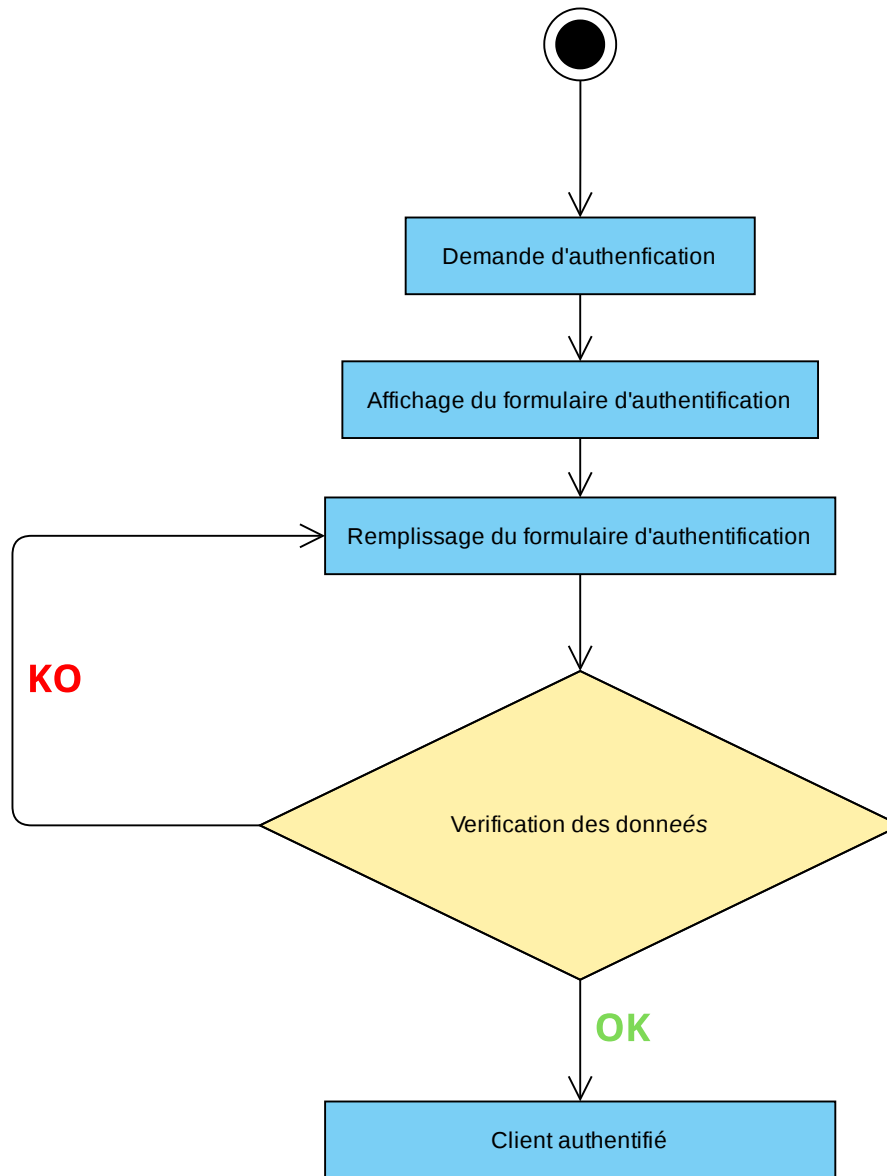 Demande d'authenfication
Affichage du formulaire d'authentification
Remplissage du formulaire d'authentification
KO
Verification des donneés
OK
Client authentifié